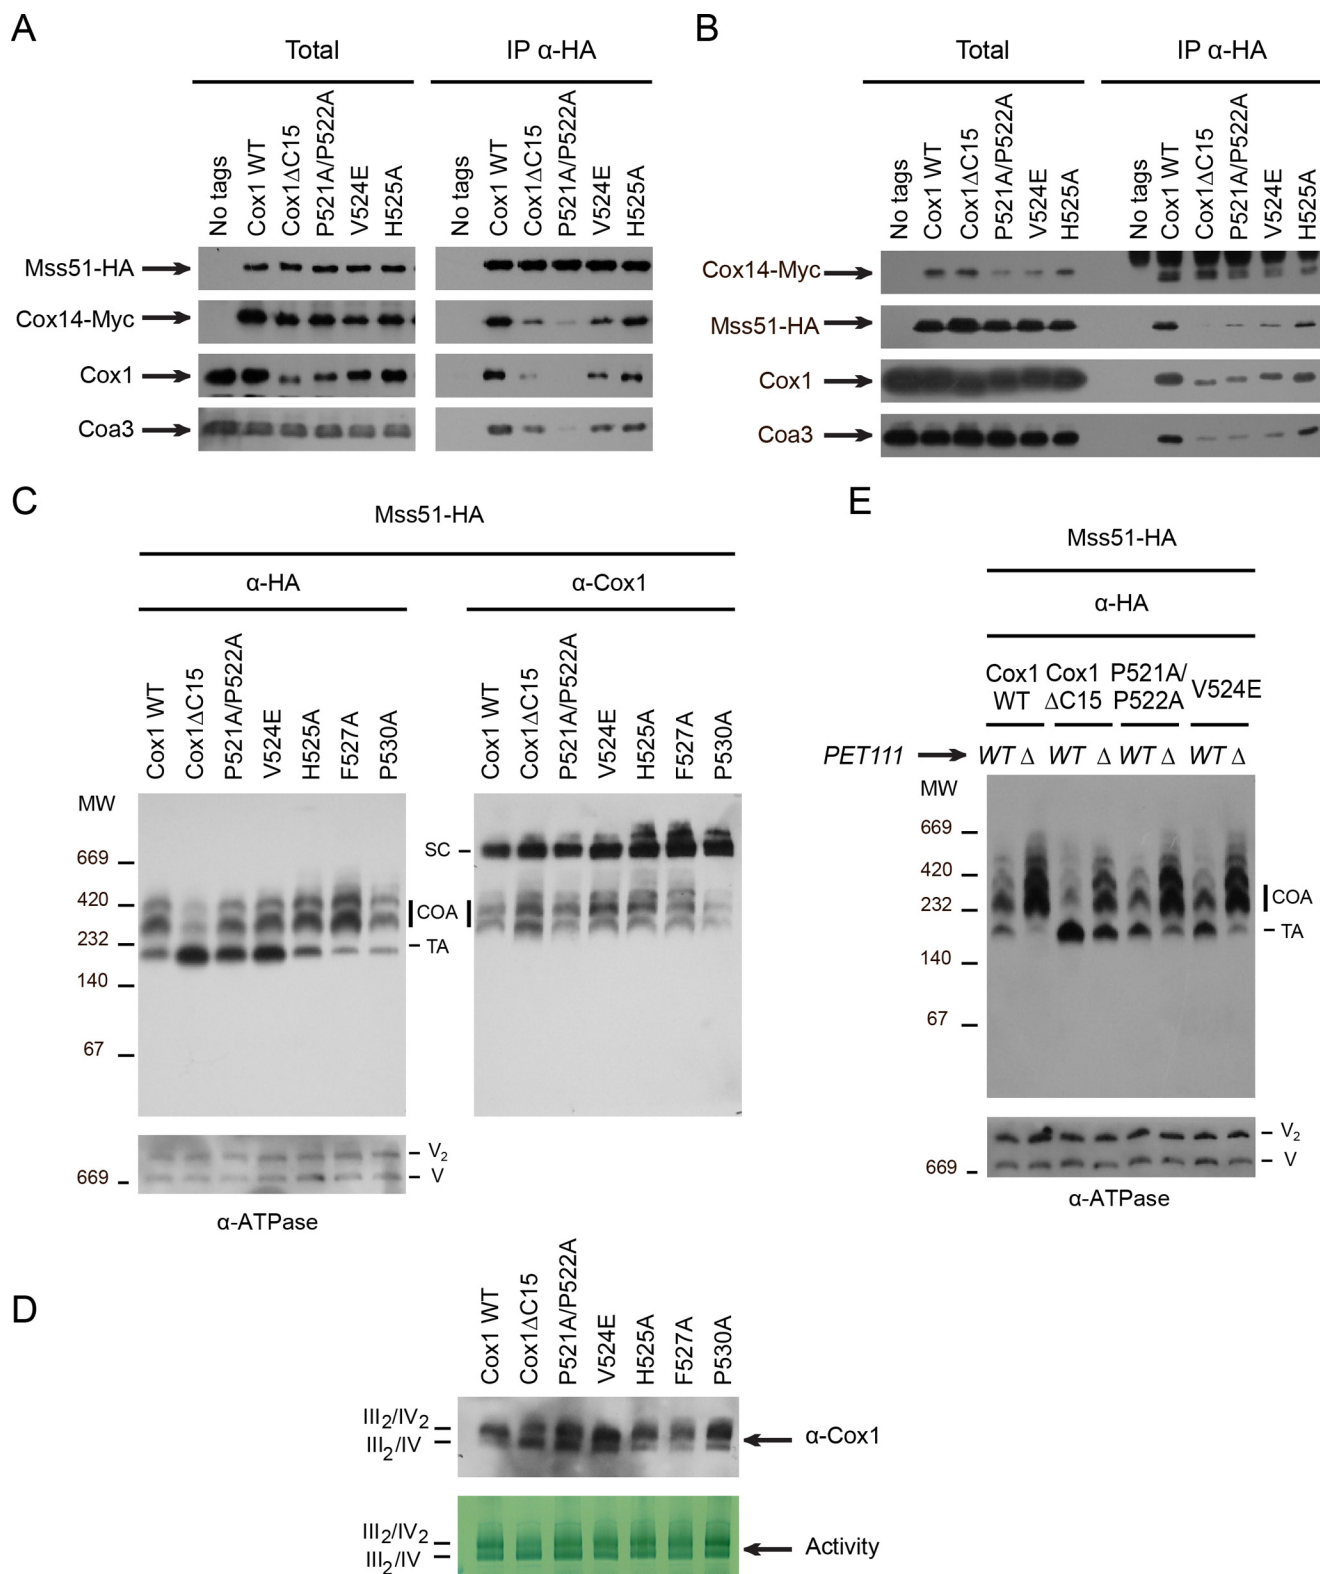 A
Total
IP α-HA
No tags
Cox1 WT
Cox1ΔC15
P521A/P522A
V524E
H525A
No tags
Cox1 WT
Cox1ΔC15
P521A/P522A
V524E
H525A
Mss51-HA
Cox14-Myc
Cox1
Coa3
B
Total
IP α-HA
No tags
Cox1 WT
Cox1ΔC15
P521A/P522A
V524E
H525A
No tags
Cox1 WT
Cox1ΔC15
P521A/P522A
V524E
H525A
Cox14-Myc
Mss51-HA
Cox1
Coa3
C
Mss51-HA
α-HA
α-Cox1
Cox1 WT
Cox1ΔC15
P521A/P522A
V524E
H525A
F527A
P530A
Cox1 WT
Cox1ΔC15
P521A/P522A
V524E
H525A
F527A
P530A
MW
669
420
232
140
67
SC
COA
TA
V2
V
669
α-ATPase
E
Mss51-HA
α-HA
Cox1 WT
Cox1 ΔC15
P521A/ P522A
V524E
PET111
WT Δ WT Δ WT Δ WT Δ
MW
669
420
232
140
67
COA
TA
V2
V
669
α-ATPase
D
Cox1 WT
Cox1ΔC15
P521A/P522A
V524E
H525A
F527A
P530A
III2/IV2
III2/IV
α-Cox1
III2/IV2
III2/IV
Activity